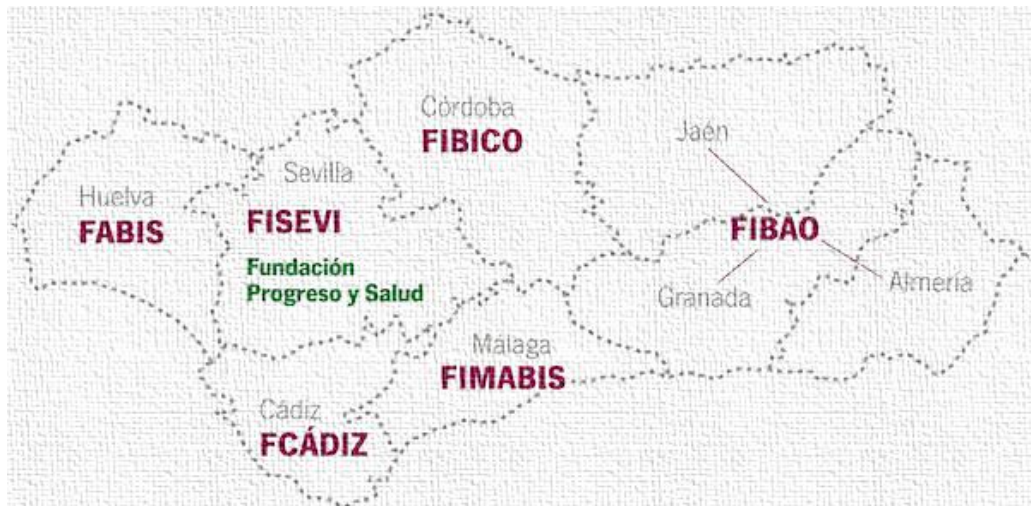 Córdoba
FIBICO
Jaén
Sevilla
Huelva
FISEVI
FABIS
FIBAO
Fundación
Progreso y Salud
Granada
Almería
Málaga
FIMABIS
Cádiz
FCÁDIZ